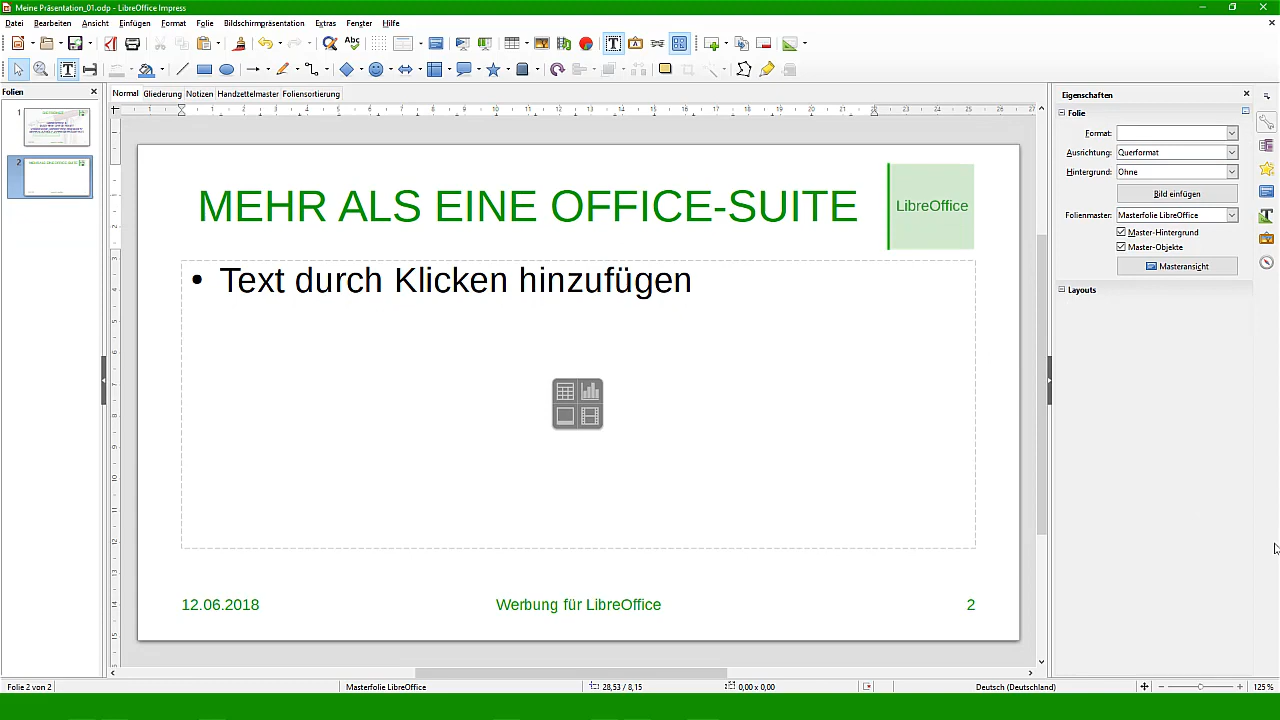 Meine Präsentation_01.odp - LibreOffice Impress
Datei Bearbeiten Ansicht Einfügen Format Folie Bildschirmpräsentation Extras Fenster Hilfe
Folien
Normal Gliederung Notizen Handzettelmaster Foliensortierung
1
2
MEHR ALS EINE OFFICE-SUITE
LibreOffice
• Text durch Klicken hinzufügen
12.06.2018 Werbung für LibreOffice 2
Eigenschaften
Folie
Format:
Ausrichtung: Querformat
Hintergrund: Ohne
Bild einfügen
Folienmaster: Masterfolie LibreOffice
Master-Hintergrund
Master-Objekte
Masteransicht
Layouts
Folie 2 von 2 Masterfolie LibreOffice 28,53 / 8,15 0,00 x 0,00 Deutsch (Deutschland) 125 %